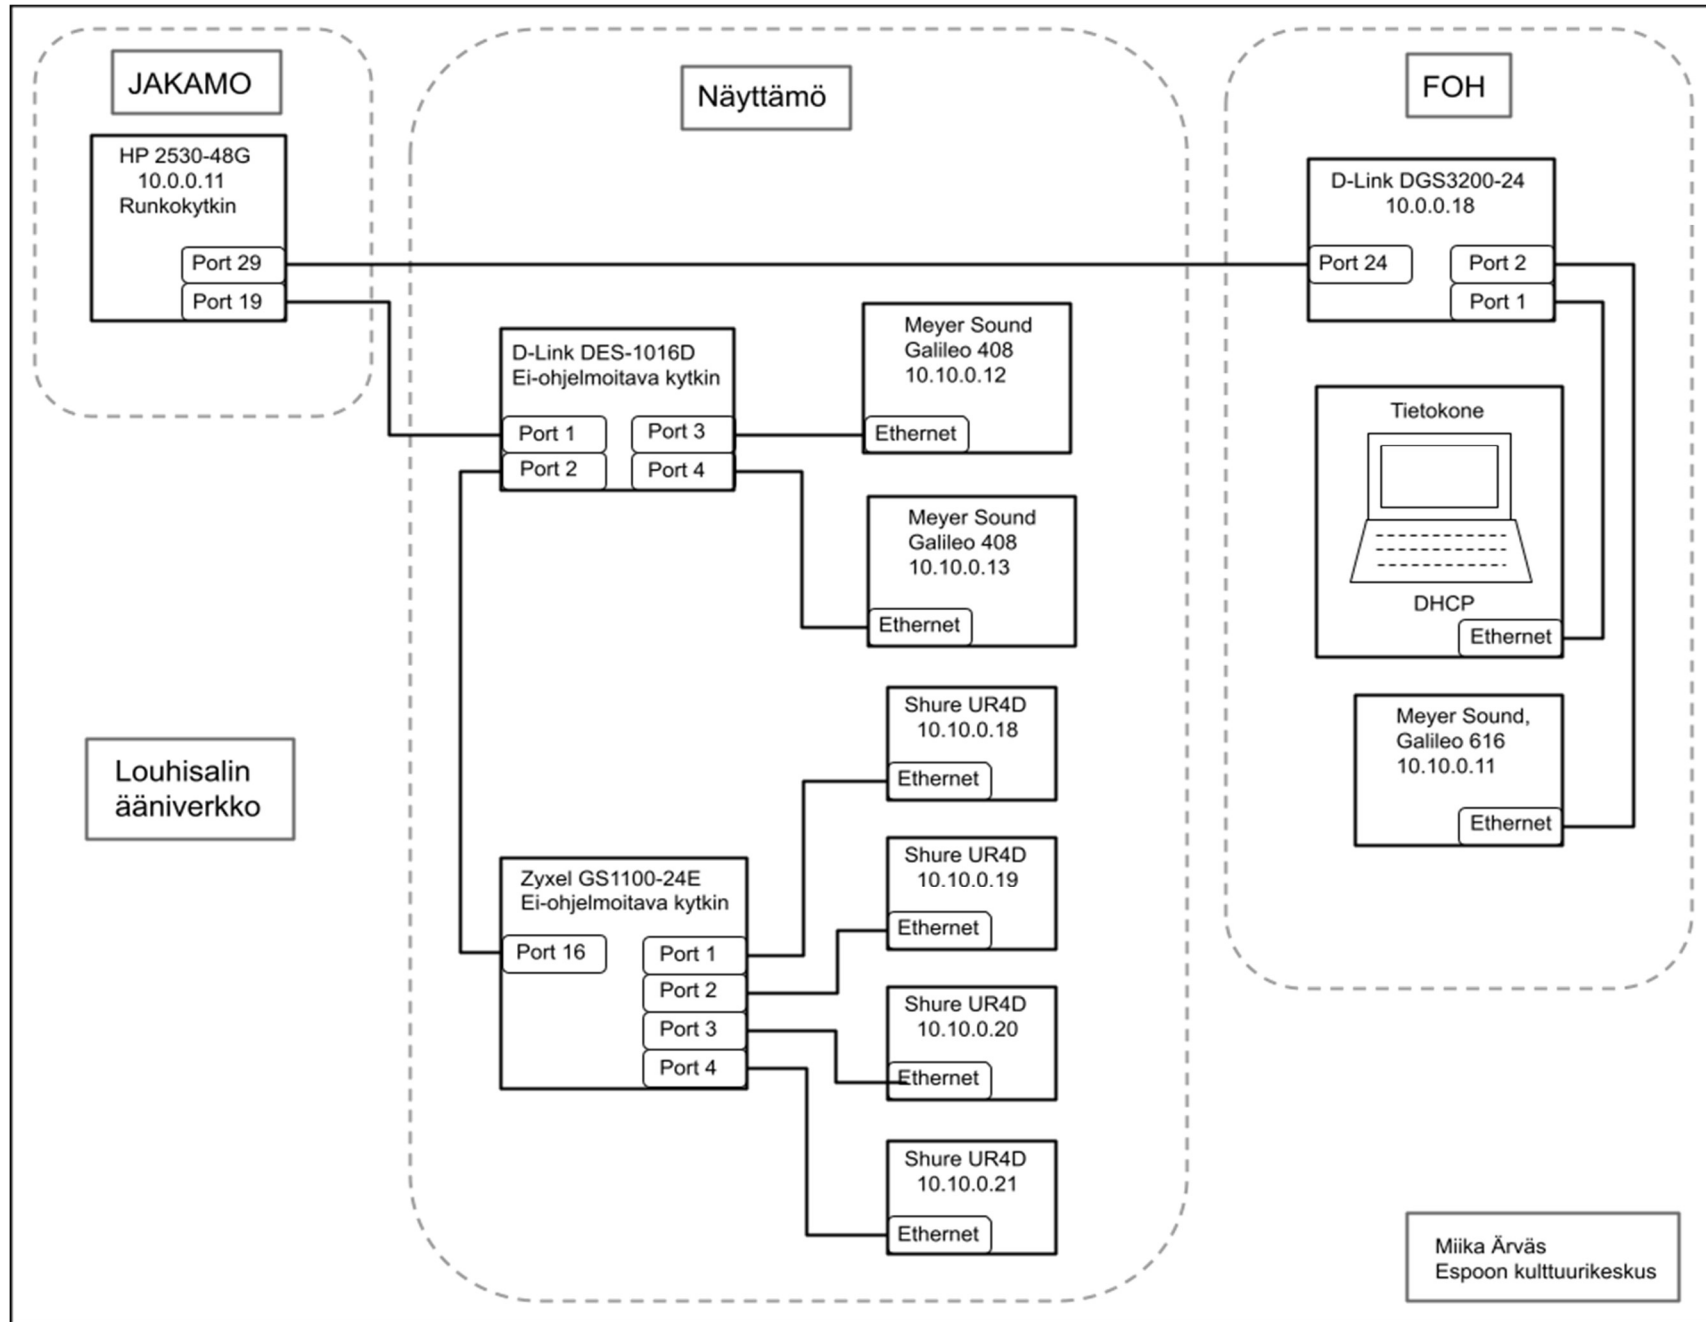 JAKAMO
HP 2530-48G
10.0.0.11
Runkokytkin
Port 29
Port 19
Näyttämö
D-Link DES-1016D
Ei-ohjelmoitava kytkin
Port 1
Port 2
Port 3
Port 4
Meyer Sound
Galileo 408
10.10.0.12
Ethernet
Meyer Sound
Galileo 408
10.10.0.13
Ethernet
Zyxel GS1100-24E
Ei-ohjelmoitava kytkin
Port 16
Port 1
Port 2
Port 3
Port 4
Shure UR4D
10.10.0.18
Ethernet
Shure UR4D
10.10.0.19
Ethernet
Shure UR4D
10.10.0.20
Ethernet
Shure UR4D
10.10.0.21
Ethernet
FOH
D-Link DGS3200-24
10.0.0.18
Port 24
Port 2
Port 1
Tietokone
DHCP
Ethernet
Meyer Sound,
Galileo 616
10.10.0.11
Ethernet
Louhisalin
ääniverkko
Miika Ärväs
Espoon kulttuurikeskus